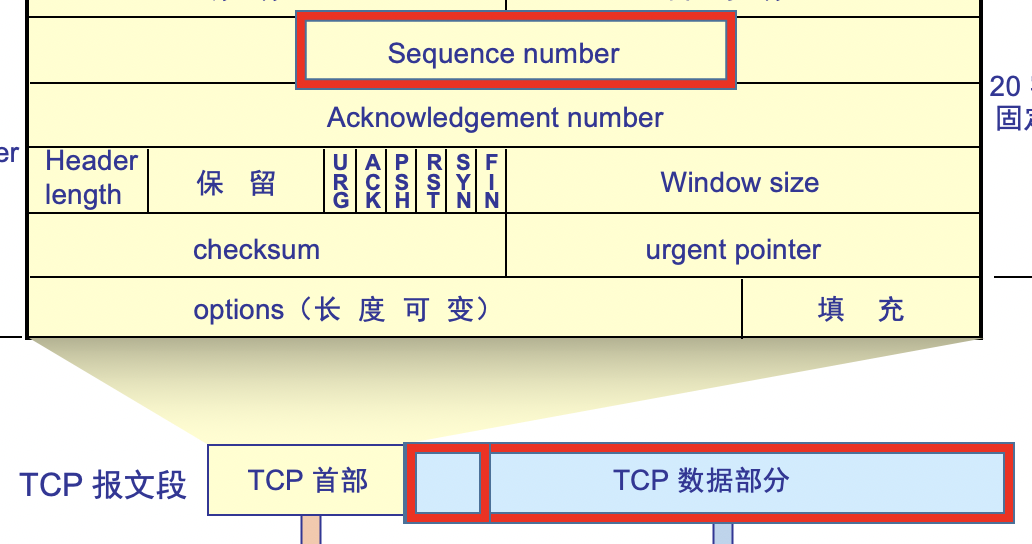 Sequence number
20
固定
Acknowledgement number
er
Header
length
保 留
URG
ACK
PSH
RST
SYN
FIN
Window size
checksum
urgent pointer
options（长 度 可 变）
填 充
TCP 报文段
TCP 首部
TCP 数据部分